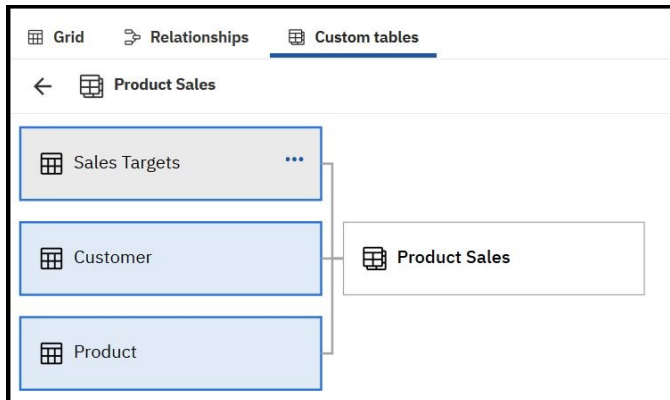 Grid Relationships Custom tables
Product Sales
Sales Targets
Customer
Product Sales
Product